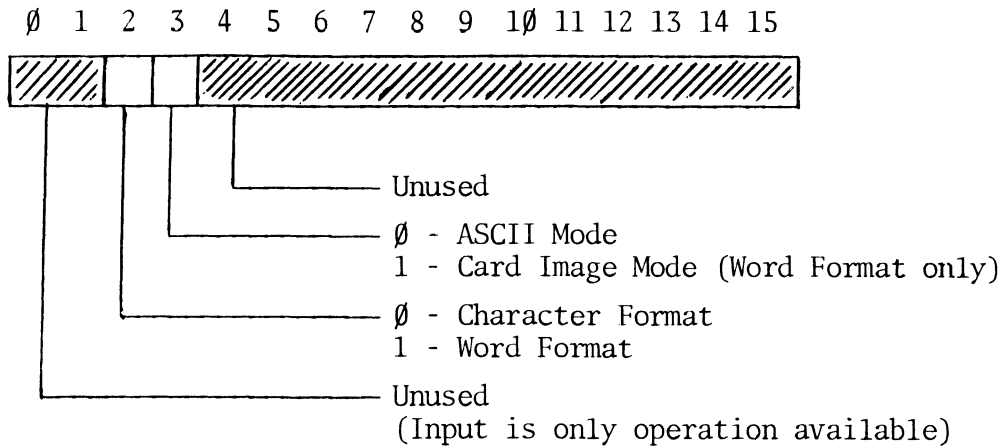 Ø 1 2 3 4 5 6 7 8 9 1Ø 11 12 13 14 15
Unused
Ø - ASCII Mode
1 - Card Image Mode (Word Format only)
Ø - Character Format
1 - Word Format
Unused
(Input is only operation available)